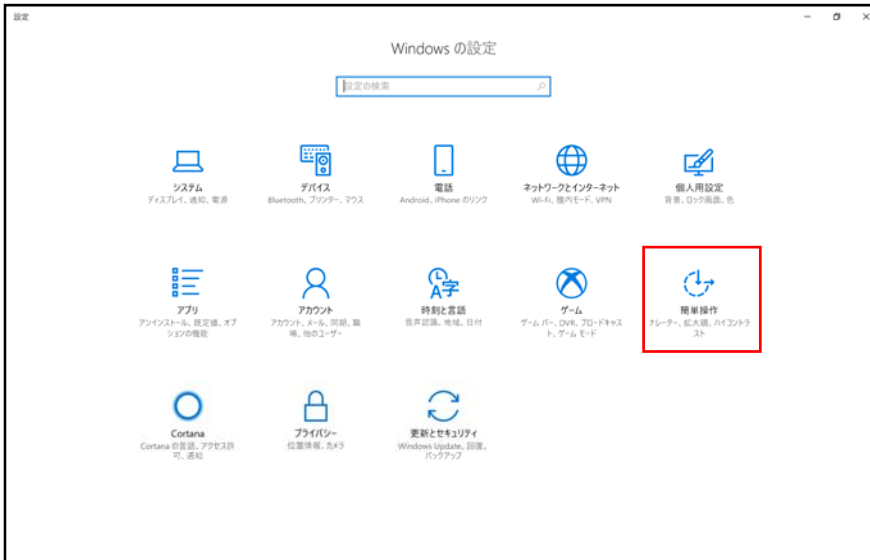 設定
Windows の設定
設定の検索
システム
ディスプレイ、通知、電源
デバイス
Bluetooth、プリンター、マウス
電話
Android、iPhone のリンク
ネットワークとインターネット
Wi-Fi、機内モード、VPN
個人用設定
背景、ロック画面、色
アプリ
アンインストール、既定値、オプ
ションの機能
アカウント
アカウント、メール、同期、職
場、他のユーザー
時刻と言語
音声認識、地域、日付
ゲーム
ゲーム バー、DVR、ブロードキャス
ト、ゲーム モード
簡単操作
ナレーター、拡大鏡、ハイコントラ
スト
Cortana
Cortana の言語、アクセス許
可、通知
プライバシー
位置情報、カメラ
更新とセキュリティ
Windows Update、回復、
バックアップ